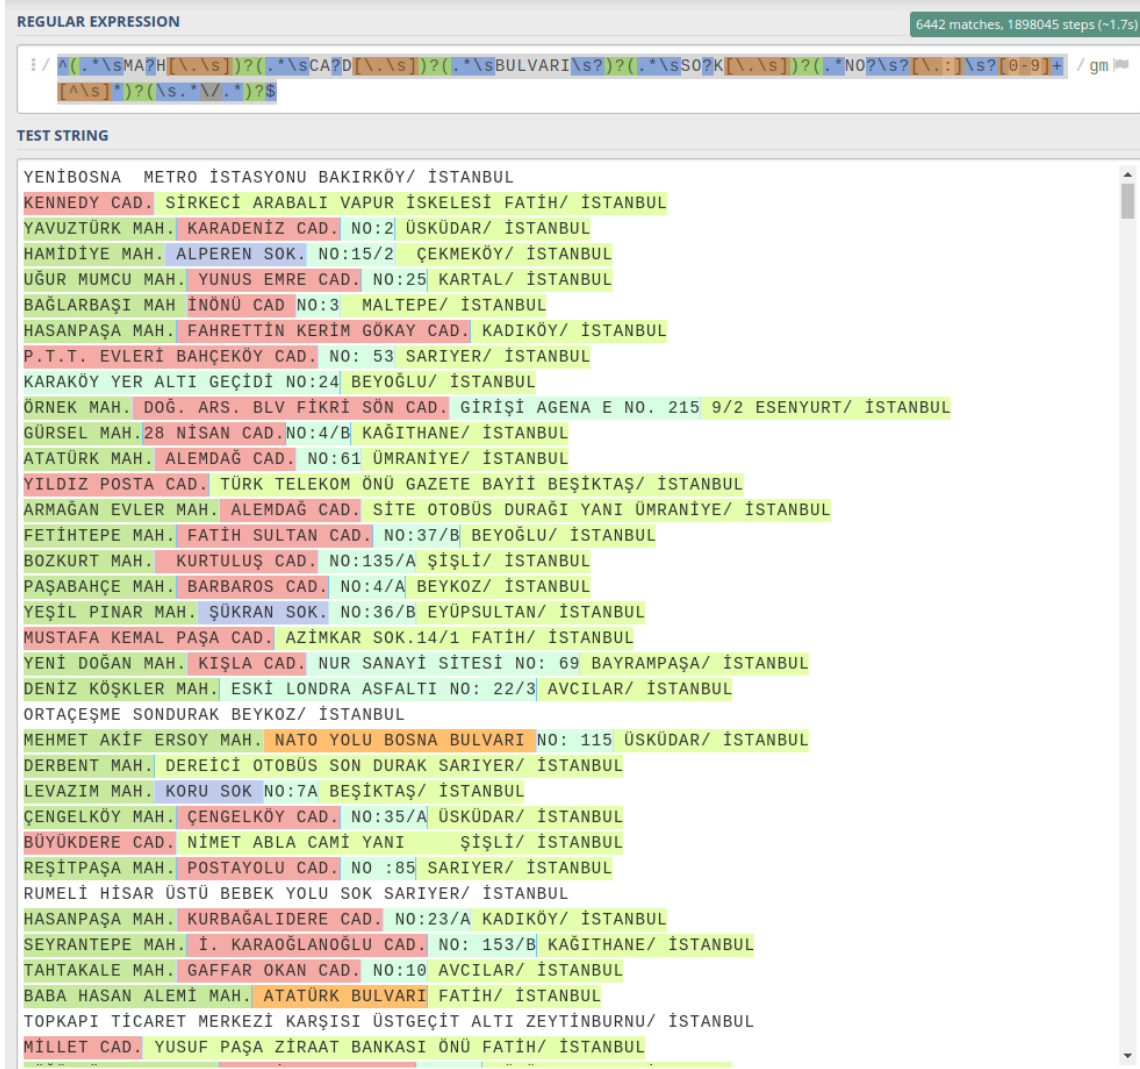 REGULAR EXPRESSION
6442 matches, 1898045 steps (~1.7s)
/ ^(.*\sMA?H[\.\s])?(.*\sCA?D[\.\s])?(.*\sBULVARI\s?)?(.*\sSO?K[\.\s])?(.*NO?\s?[\.:]\s?[0-9]+ / gm
[^\s]*)?(\s.*\/.*)?$
TEST STRING
YENİBOSNA  METRO İSTASYONU BAKIRKÖY/ İSTANBUL
KENNEDY CAD. SİRKECİ ARABALI VAPUR İSKELESİ FATİH/ İSTANBUL
YAVUZTÜRK MAH. KARADENİZ CAD. NO:2 ÜSKÜDAR/ İSTANBUL
HAMİDİYE MAH. ALPEREN SOK. NO:15/2  ÇEKMEKÖY/ İSTANBUL
UĞUR MUMCU MAH. YUNUS EMRE CAD. NO:25 KARTAL/ İSTANBUL
BAĞLARBAŞI MAH İNÖNÜ CAD NO:3  MALTEPE/ İSTANBUL
HASANPAŞA MAH. FAHRETTİN KERİM GÖKAY CAD. KADIKÖY/ İSTANBUL
P.T.T. EVLERİ BAHÇEKÖY CAD. NO: 53 SARIYER/ İSTANBUL
KARAKÖY YER ALTI GEÇİDİ NO:24 BEYOĞLU/ İSTANBUL
ÖRNEK MAH. DOĞ. ARS. BLV FİKRİ SÖN CAD. GİRİŞİ AGENA E NO. 215 9/2 ESENYURT/ İSTANBUL
GÜRSEL MAH.28 NİSAN CAD.NO:4/B KAĞITHANE/ İSTANBUL
ATATÜRK MAH. ALEMDAĞ CAD. NO:61 ÜMRANİYE/ İSTANBUL
YILDIZ POSTA CAD. TÜRK TELEKOM ÖNÜ GAZETE BAYİİ BEŞİKTAŞ/ İSTANBUL
ARMAĞAN EVLER MAH. ALEMDAĞ CAD. SİTE OTOBÜS DURAĞI YANI ÜMRANİYE/ İSTANBUL
FETİHTEPE MAH. FATİH SULTAN CAD. NO:37/B BEYOĞLU/ İSTANBUL
BOZKURT MAH.  KURTULUŞ CAD. NO:135/A ŞİŞLİ/ İSTANBUL
PAŞABAHÇE MAH. BARBAROS CAD. NO:4/A BEYKOZ/ İSTANBUL
YEŞİL PINAR MAH. ŞÜKRAN SOK. NO:36/B EYÜPSULTAN/ İSTANBUL
MUSTAFA KEMAL PAŞA CAD. AZİMKAR SOK.14/1 FATİH/ İSTANBUL
YENİ DOĞAN MAH. KIŞLA CAD. NUR SANAYİ SİTESİ NO: 69 BAYRAMPAŞA/ İSTANBUL
DENİZ KÖŞKLER MAH. ESKİ LONDRA ASFALTI NO: 22/3 AVCILAR/ İSTANBUL
ORTAÇEŞME SONDURAK BEYKOZ/ İSTANBUL
MEHMET AKİF ERSOY MAH. NATO YOLU BOSNA BULVARI NO: 115 ÜSKÜDAR/ İSTANBUL
DERBENT MAH. DEREİCİ OTOBÜS SON DURAK SARIYER/ İSTANBUL
LEVAZIM MAH. KORU SOK NO:7A BEŞİKTAŞ/ İSTANBUL
ÇENGELKÖY MAH. ÇENGELKÖY CAD. NO:35/A ÜSKÜDAR/ İSTANBUL
BÜYÜKDERE CAD. NİMET ABLA CAMİ YANI     ŞİŞLİ/ İSTANBUL
REŞİTPAŞA MAH. POSTAYOLU CAD. NO :85 SARIYER/ İSTANBUL
RUMELİ HİSAR ÜSTÜ BEBEK YOLU SOK SARIYER/ İSTANBUL
HASANPAŞA MAH. KURBAĞALIDERE CAD. NO:23/A KADIKÖY/ İSTANBUL
SEYRANTEPE MAH. İ. KARAOĞLANOĞLU CAD. NO: 153/B KAĞITHANE/ İSTANBUL
TAHTAKALE MAH. GAFFAR OKAN CAD. NO:10 AVCILAR/ İSTANBUL
BABA HASAN ALEMİ MAH. ATATÜRK BULVARI FATİH/ İSTANBUL
TOPKAPI TİCARET MERKEZİ KARŞISI ÜSTGEÇİT ALTI ZEYTİNBURNU/ İSTANBUL
MİLLET CAD. YUSUF PAŞA ZİRAAT BANKASI ÖNÜ FATİH/ İSTANBUL